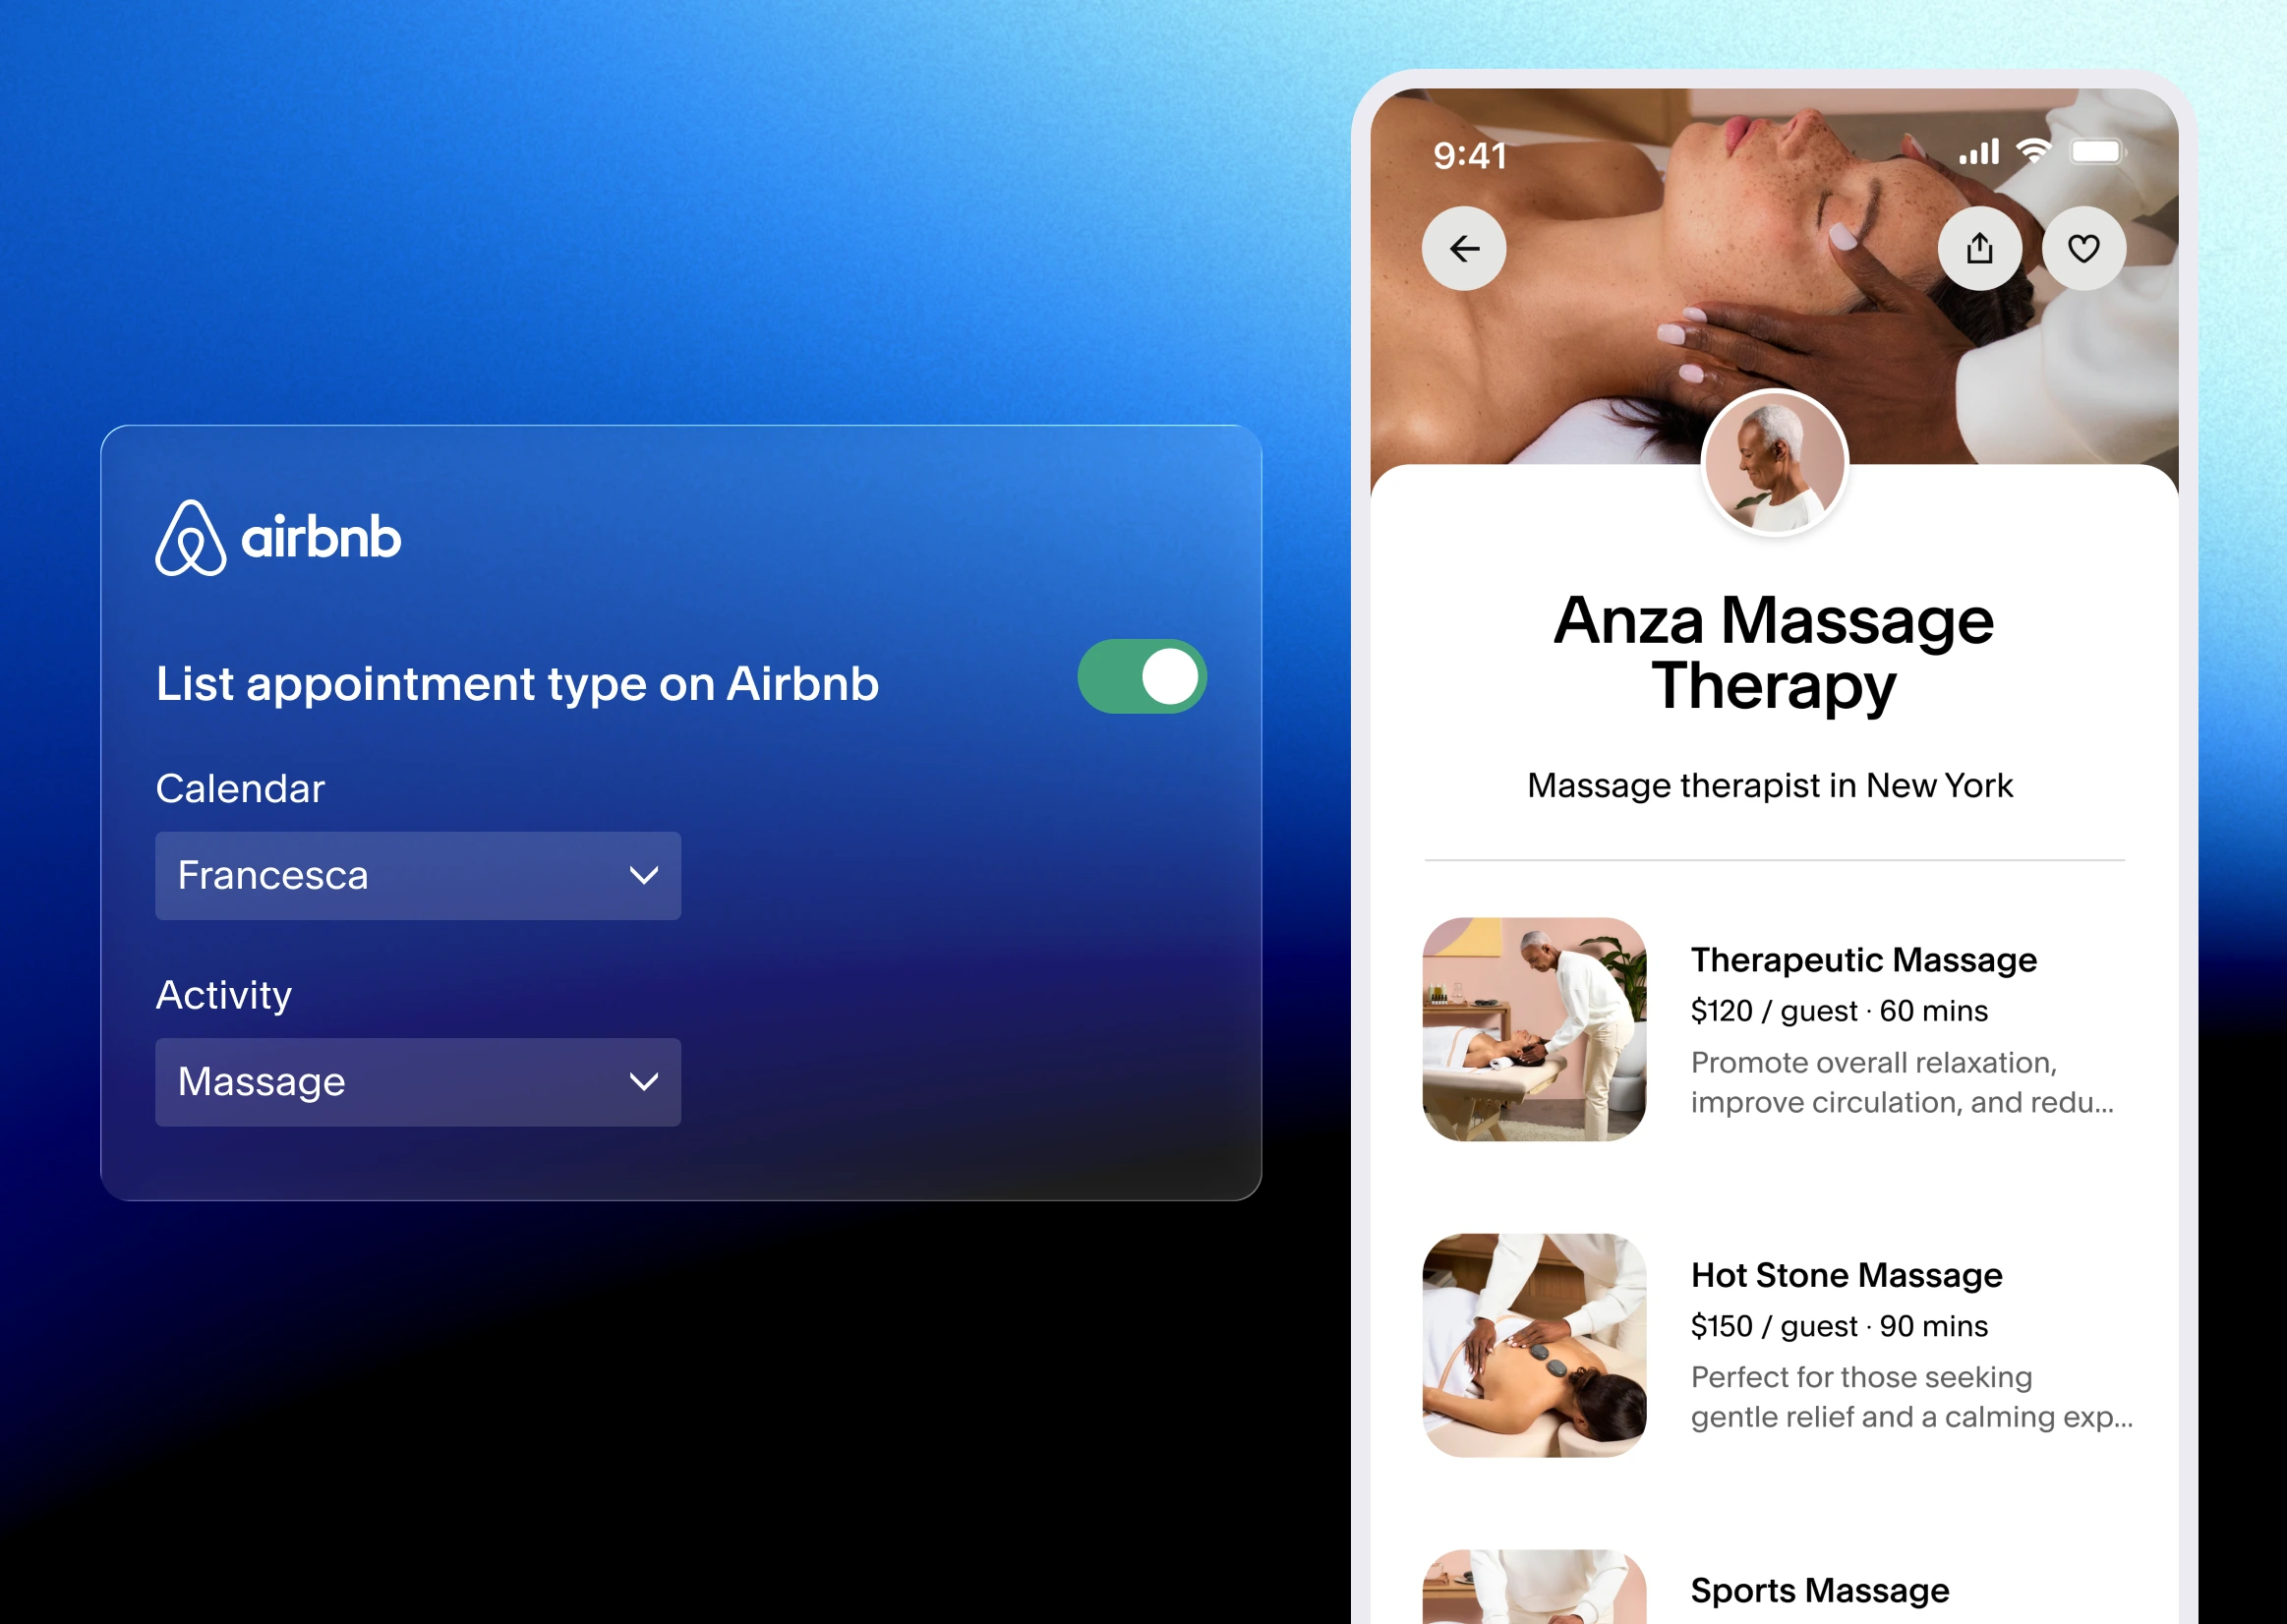 airbnb
List appointment type on Airbnb
Calendar
Francesca
Activity
Massage
9:41
Anza Massage
Therapy
Massage therapist in New York
Therapeutic Massage
$120 / guest · 60 mins
Promote overall relaxation,
improve circulation, and redu...
Hot Stone Massage
$150 / guest · 90 mins
Perfect for those seeking
gentle relief and a calming exp...
Sports Massage